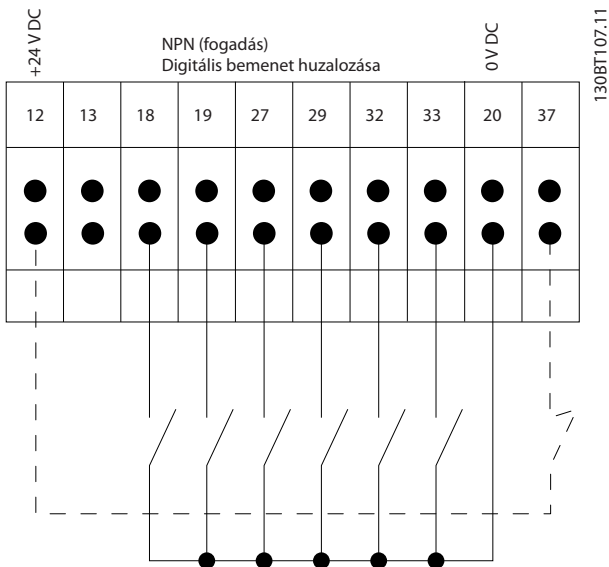 +24 V DC
NPN (fogadás)
Digitális bemenet huzalozása
0 V DC
130BT107.11
12 13 18 19 27 29 32 33 20 37